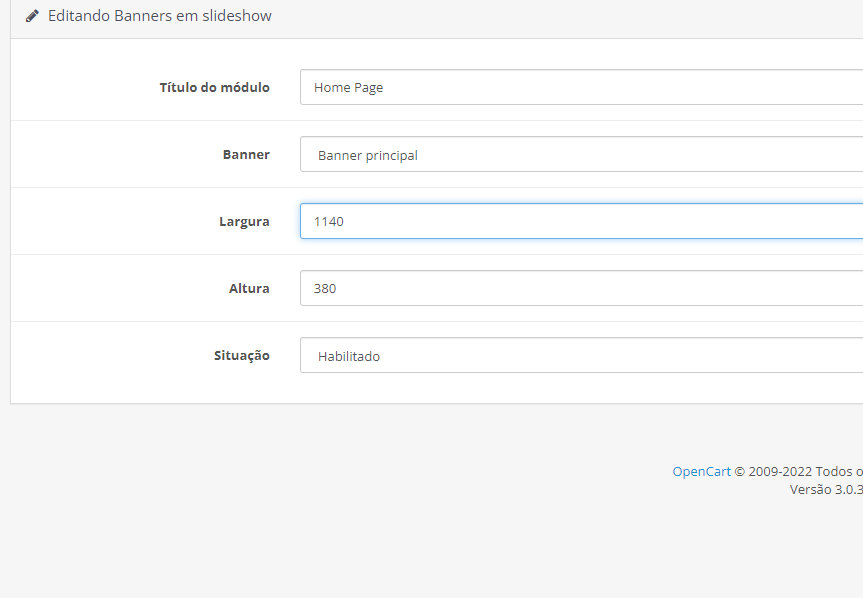 Editando Banners em slideshow
Título do módulo
Home Page
Banner
Banner principal
Largura
1140
Altura
380
Situação
Habilitado
OpenCart © 2009-2022 Todos o
Versão 3.0.3